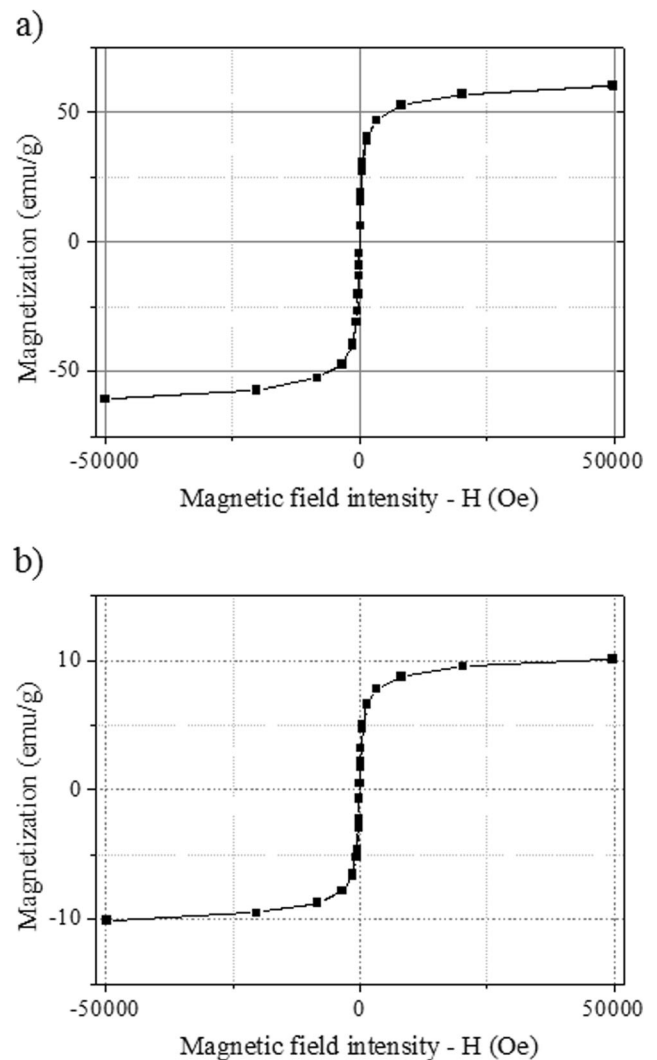 a)
50
0
-50
Magnetization (emu/g)
-50000 0 50000
Magnetic field intensity - H (Oe)
b)
10
0
-10
Magnetization (emu/g)
-50000 0 50000
Magnetic field intensity - H (Oe)